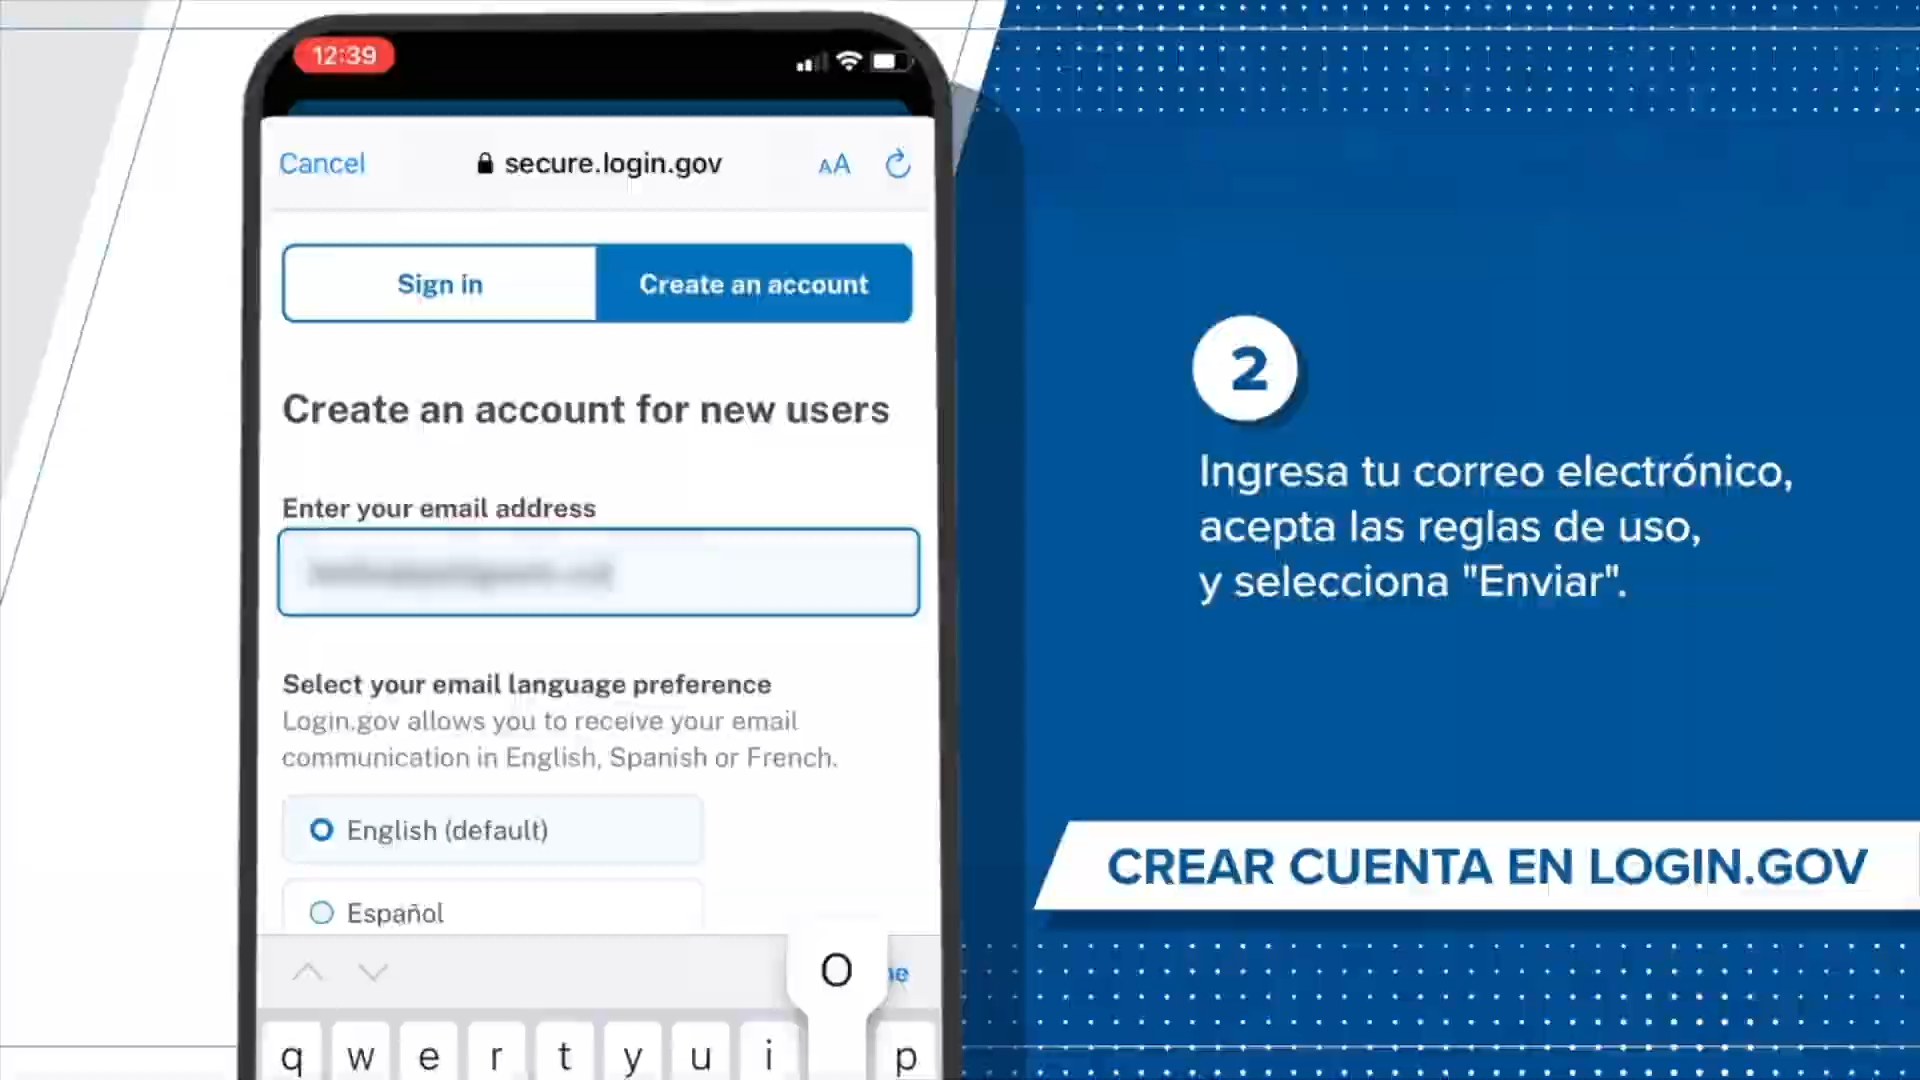 12:39
Cancel
secure.login.gov
AA
Sign in
Create an account
Create an account for new users
Enter your email address
Select your email language preference
Login.gov allows you to receive your email
communication in English, Spanish or French.
English (default)
Español
O
q w e r t y u i p
2
Ingresa tu correo electrónico,
acepta las reglas de uso,
y selecciona "Enviar".
CREAR CUENTA EN LOGIN.GOV